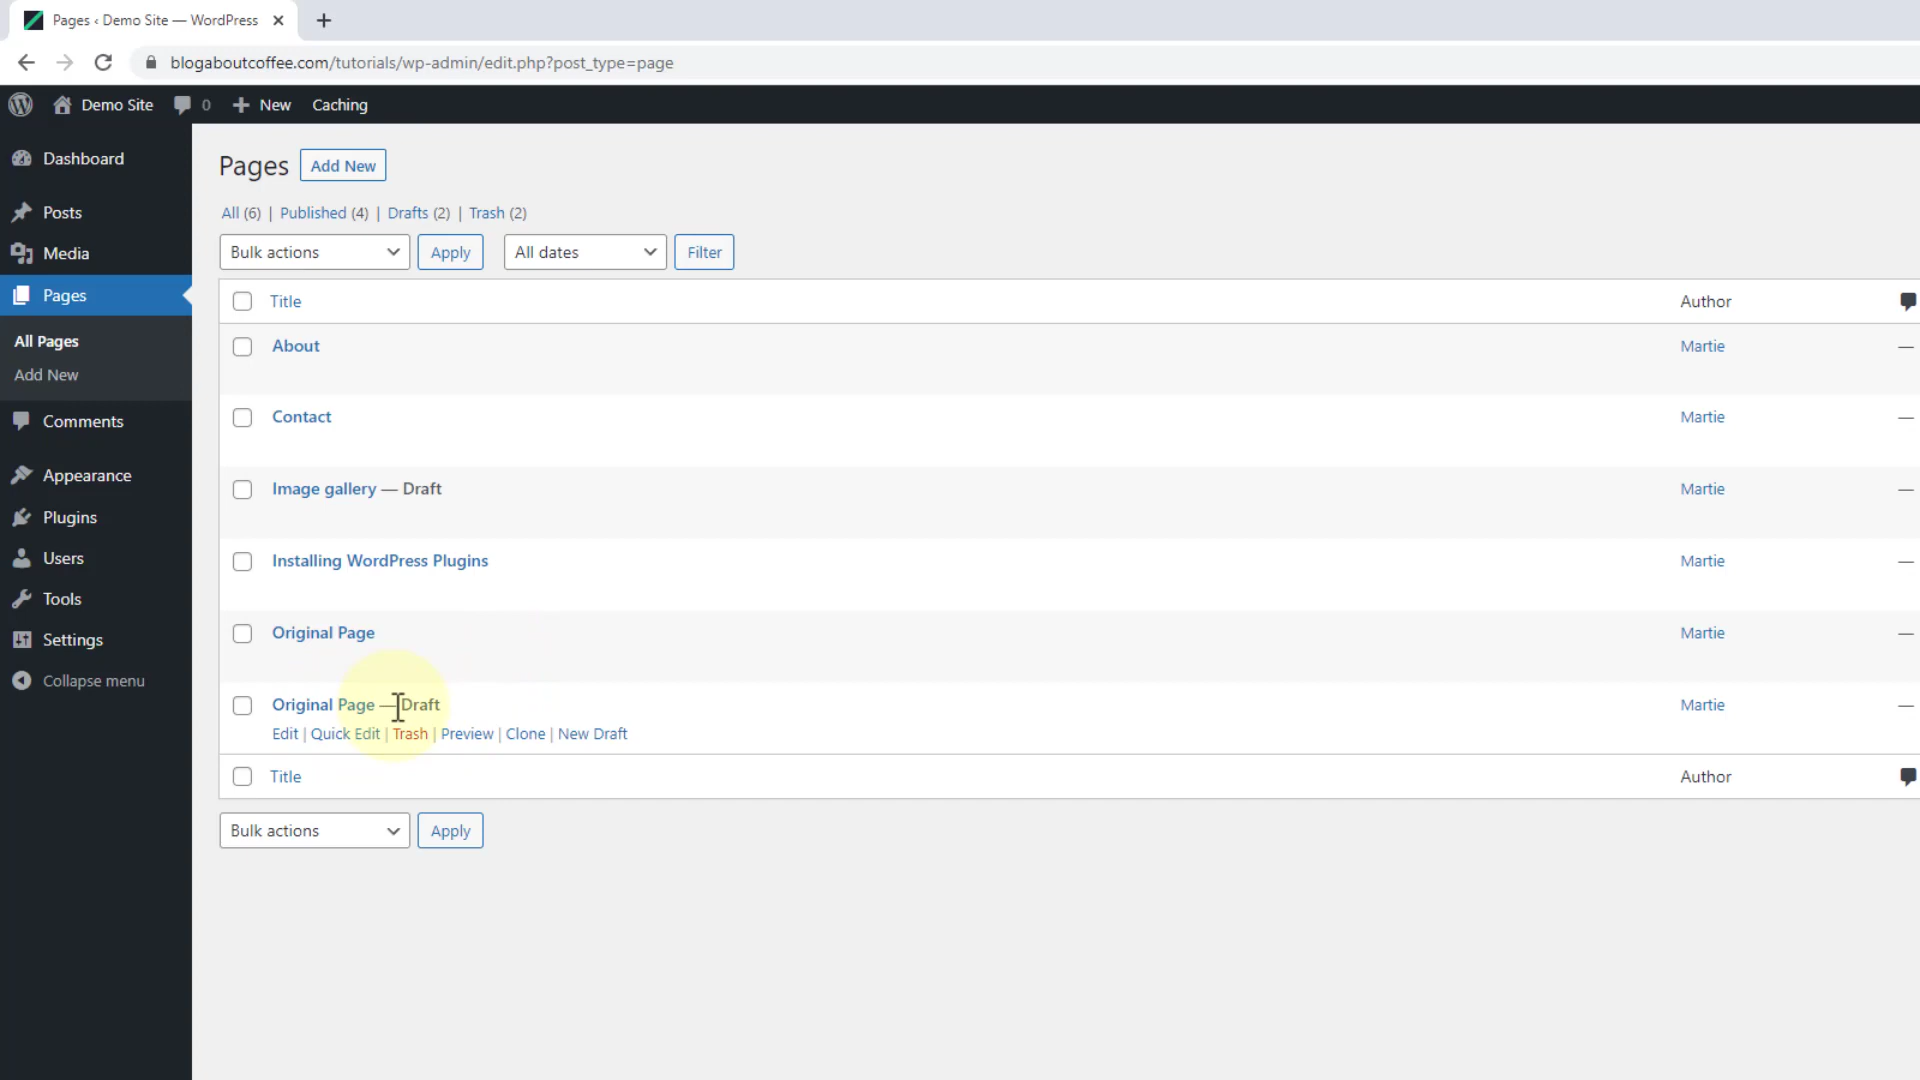 Pages ‹ Demo Site — WordPress
blogaboutcoffee.com/tutorials/wp-admin/edit.php?post_type=page
Demo Site 0 New Caching
Dashboard
Posts
Media
Pages
All Pages
Add New
Comments
Appearance
Plugins
Users
Tools
Settings
Collapse menu
Pages Add New
All (6) | Published (4) | Drafts (2) | Trash (2)
Bulk actions Apply All dates Filter
Title Author
About Martie —
Contact Martie —
Image gallery — Draft Martie —
Installing WordPress Plugins Martie —
Original Page Martie —
Original Page — Draft Martie —
Edit | Quick Edit | Trash | Preview | Clone | New Draft
Title Author
Bulk actions Apply